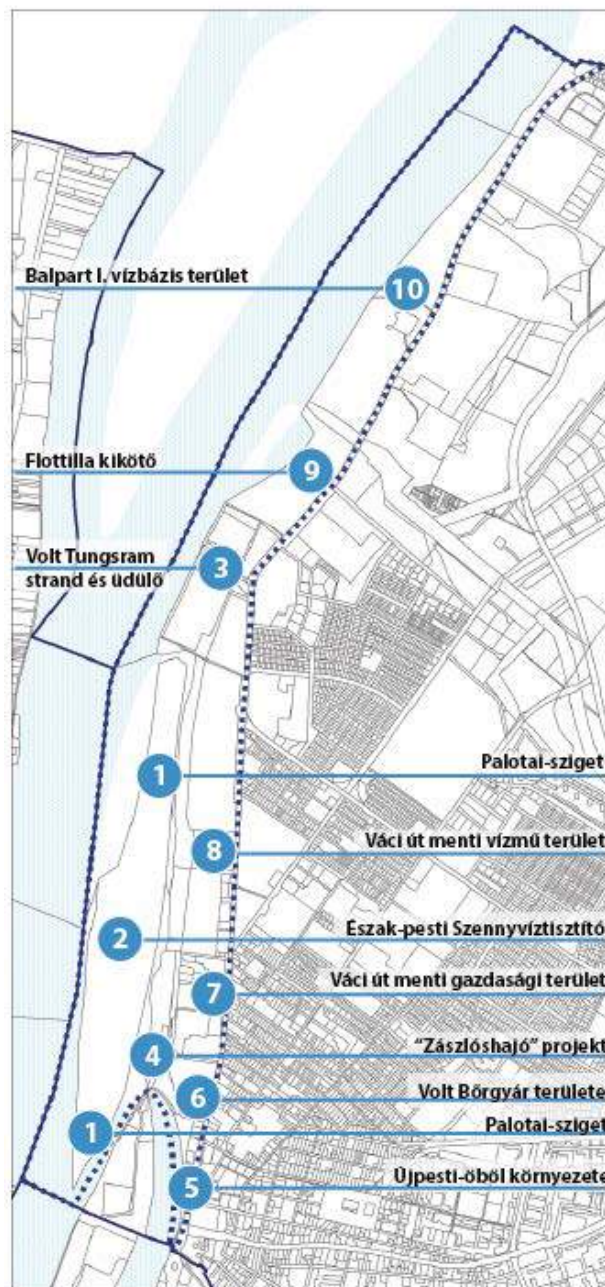 Balpart I. vízbázis terület
10
Flottilla kikötő
9
Volt Tungsram
strand és üdülő
3
1
Palotai-sziget
8
Váci út menti vízmű terület
2
Észak-pesti Szennyvíztisztító
7
Váci út menti gazdasági terület
4
"Zászlóshajó" projekt
6
Volt Bőrgyár területe
1
Palotai-sziget
5
Újpesti-öböl környezete